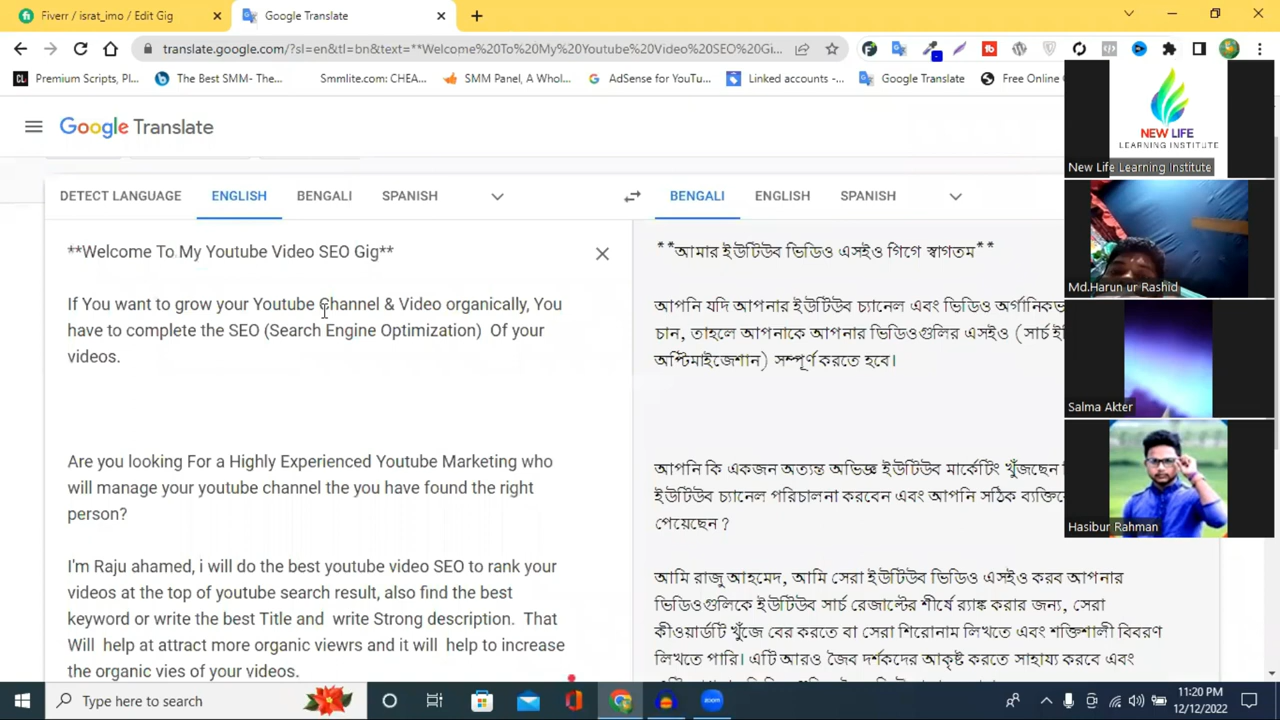 Fiverr / israt_imo / Edit Gig
Google Translate
translate.google.com/?sl=en&tl=bn&text=**Welcome%20To%20My%20Youtube%20Video%20SEO%20Gi...
Premium Scripts, Pl...
The Best SMM- The...
Smmlite.com: CHEA...
SMM Panel, A Whol...
AdSense for YouTu...
Linked accounts -...
Google Translate
Free Online
Google Translate
DETECT LANGUAGE ENGLISH BENGALI SPANISH
BENGALI ENGLISH SPANISH
**Welcome To My Youtube Video SEO Gig**
If You want to grow your Youtube Channel & Video organically, You
have to complete the SEO (Search Engine Optimization) Of your
videos.
Are you looking For a Highly Experienced Youtube Marketing who
will manage your youtube channel the you have found the right
person?
I'm Raju ahamed, i will do the best youtube video SEO to rank your
videos at the top of youtube search result, also find the best
keyword or write the best Title and write Strong description. That
Will help at attract more organic viewrs and it will help to increase
the organic vies of your videos.
**আমার ইউটিউব ভিডিও এসইও গিগে স্বাগতম**
আপনি যদি আপনার ইউটিউব চ্যানেল এবং ভিডিও অর্গানিকভ
চান, তাহলে আপনাকে আপনার ভিডিওগুলির এসইও (সার্চ ই
অপ্টিমাইজেশান) সম্পূর্ণ করতে হবে।
আপনি কি একজন অত্যন্ত অভিজ্ঞ ইউটিউব মার্কেটিং খুঁজছেন
ইউটিউব চ্যানেল পরিচালনা করবেন এবং আপনি সঠিক ব্যক্তিকে
পেয়েছেন ?
আমি রাজু আহমেদ, আমি সেরা ইউটিউব ভিডিও এসইও করব আপনার
ভিডিওগুলিকে ইউটিউব সার্চ রেজাল্টের শীর্ষে র‍্যাঙ্ক করার জন্য, সেরা
কীওয়ার্ডটি খুঁজে বের করতে বা সেরা শিরোনাম লিখতে এবং শক্তিশালী বিবরণ
লিখতে পারি। এটি আরও জৈব দর্শকদের আকৃষ্ট করতে সাহায্য করবে এবং
NEW LIFE
LEARNING INSTITUTE
New Life Learning Institute
Md.Harun ur Rashid
Salma Akter
Hasibur Rahman
Type here to search
zoom
11:20 PM
12/12/2022